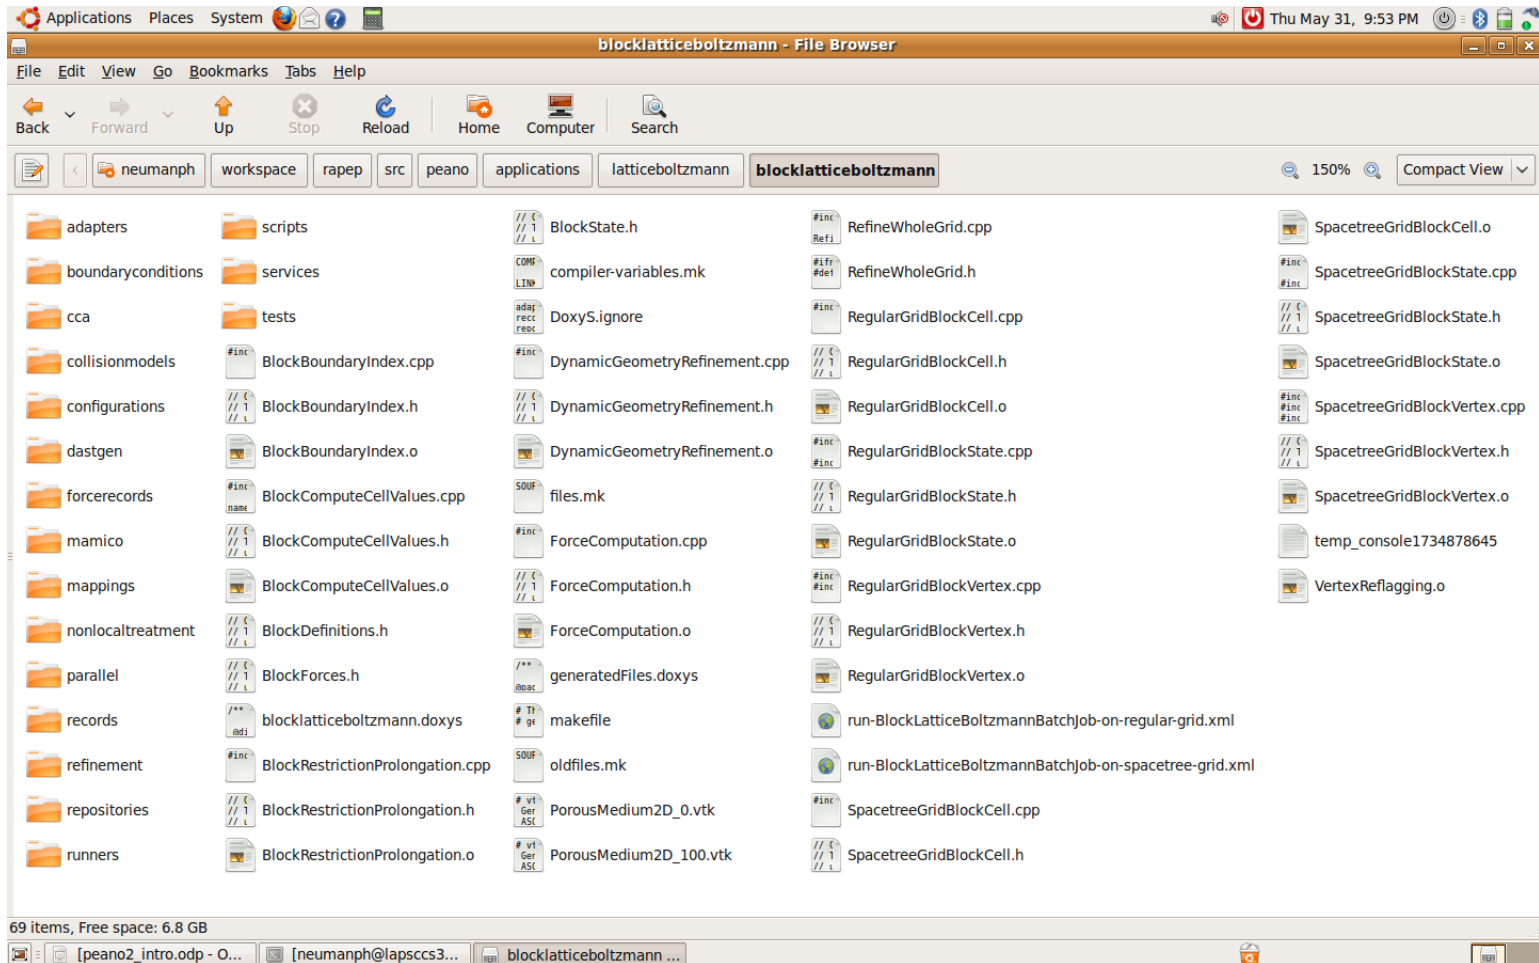 Applications Places System Thu May 31, 9:53 PM
blocklatticeboltzmann - File Browser
File Edit View Go Bookmarks Tabs Help
Back Forward Up Stop Reload Home Computer Search
neumanph workspace rapep src peano applications latticeboltzmann blocklatticeboltzmann 150% Compact View
adapters
boundaryconditions
cca
collisionmodels
configurations
dastgen
forcerecords
mamico
mappings
nonlocaltreatment
parallel
records
refinement
repositories
runners
scripts
services
tests
BlockBoundaryIndex.cpp
BlockBoundaryIndex.h
BlockBoundaryIndex.o
BlockComputeCellValues.cpp
BlockComputeCellValues.h
BlockComputeCellValues.o
BlockDefinitions.h
BlockForces.h
blocklatticeboltzmann.doxys
BlockRestrictionProlongation.cpp
BlockRestrictionProlongation.h
BlockRestrictionProlongation.o
BlockState.h
compiler-variables.mk
DoxyS.ignore
DynamicGeometryRefinement.cpp
DynamicGeometryRefinement.h
DynamicGeometryRefinement.o
files.mk
ForceComputation.cpp
ForceComputation.h
ForceComputation.o
generatedFiles.doxys
makefile
oldfiles.mk
PorousMedium2D_0.vtk
PorousMedium2D_100.vtk
RefineWholeGrid.cpp
RefineWholeGrid.h
RegularGridBlockCell.cpp
RegularGridBlockCell.h
RegularGridBlockCell.o
RegularGridBlockState.cpp
RegularGridBlockState.h
RegularGridBlockState.o
RegularGridBlockVertex.cpp
RegularGridBlockVertex.h
RegularGridBlockVertex.o
run-BlockLatticeBoltzmannBatchJob-on-regular-grid.xml
run-BlockLatticeBoltzmannBatchJob-on-spacetree-grid.xml
SpacetreeGridBlockCell.cpp
SpacetreeGridBlockCell.h
SpacetreeGridBlockCell.o
SpacetreeGridBlockState.cpp
SpacetreeGridBlockState.h
SpacetreeGridBlockState.o
SpacetreeGridBlockVertex.cpp
SpacetreeGridBlockVertex.h
SpacetreeGridBlockVertex.o
temp_console1734878645
VertexReflagging.o
69 items, Free space: 6.8 GB
[peano2_intro.odp - O... [neumanph@lapsccs3... blocklatticeboltzmann ...